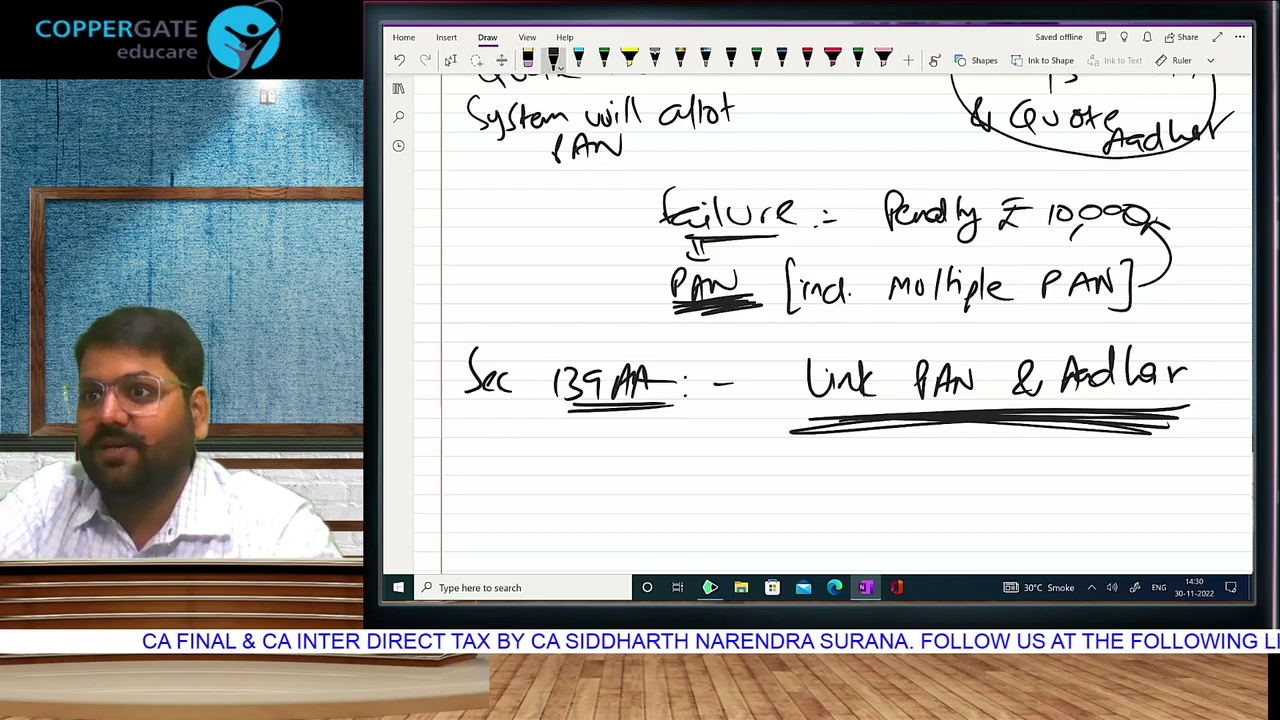 COPPERGATE
educare
Home Insert Draw View Help
Saved offline
Share
Shapes
Ink to Shape
Ink to Text
Ruler
System will allot
PAN
& Quote
Aadhar
failure :- Penalty ₹ 10,000
PAN [incl. Multiple PAN]
Sec 139AA :- Link PAN & Aadhar
Type here to search
30°C Smoke
ENG
14:30
30-11-2022
CA FINAL & CA INTER DIRECT TAX BY CA SIDDHARTH NARENDRA SURANA. FOLLOW US AT THE FOLLOWING LI